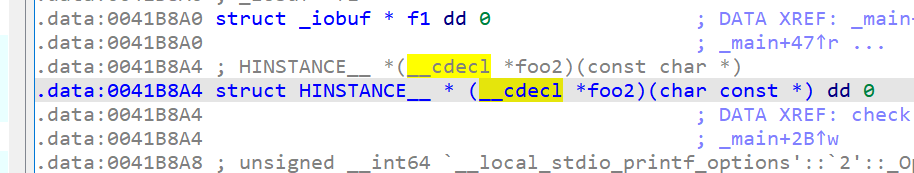 .data:0041B8A0 struct _iobuf * f1 dd 0 ; DATA XREF: _main+
.data:0041B8A0 ; _main+47↑r ...
.data:0041B8A4 ; HINSTANCE__ *(__cdecl *foo2)(const char *)
.data:0041B8A4 struct HINSTANCE__ * (__cdecl *foo2)(char const *) dd 0
.data:0041B8A4 ; DATA XREF: check
.data:0041B8A4 ; _main+2B↑w
.data:0041B8A8 ; unsigned __int64 `__local_stdio_printf_options'::`2'::_Op